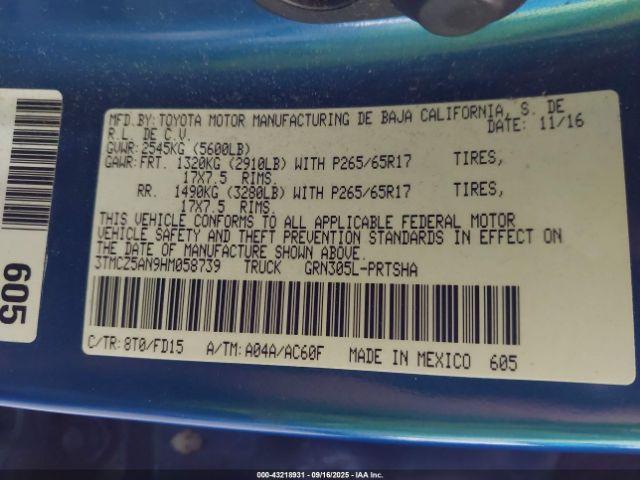 MFD.BY:TOYOTA MOTOR MANUFACTURING DE BAJA CALIFORNIA, S. DE
R.L. DE C.V. DATE: 11/16
GVWR:2545KG (5600LB)
GAWR:FRT. 1320KG (2910LB) WITH P265/65R17 TIRES,
17X7.5 RIMS.
RR. 1490KG (3280LB) WITH P265/65R17 TIRES,
17X7.5 RIMS.
THIS VEHICLE CONFORMS TO ALL APPLICABLE FEDERAL MOTOR
VEHICLE SAFETY AND THEFT PREVENTION STANDARDS IN EFFECT ON
THE DATE OF MANUFACTURE SHOWN ABOVE.
3TMCZ5AN9HM058739 TRUCK GRN305L-PRTSHA
C/TR: 8T0/FD15 A/TM: A04A/AC60F MADE IN MEXICO 605
605
000-43218931 - 09/16/2025 - IAA, Inc.